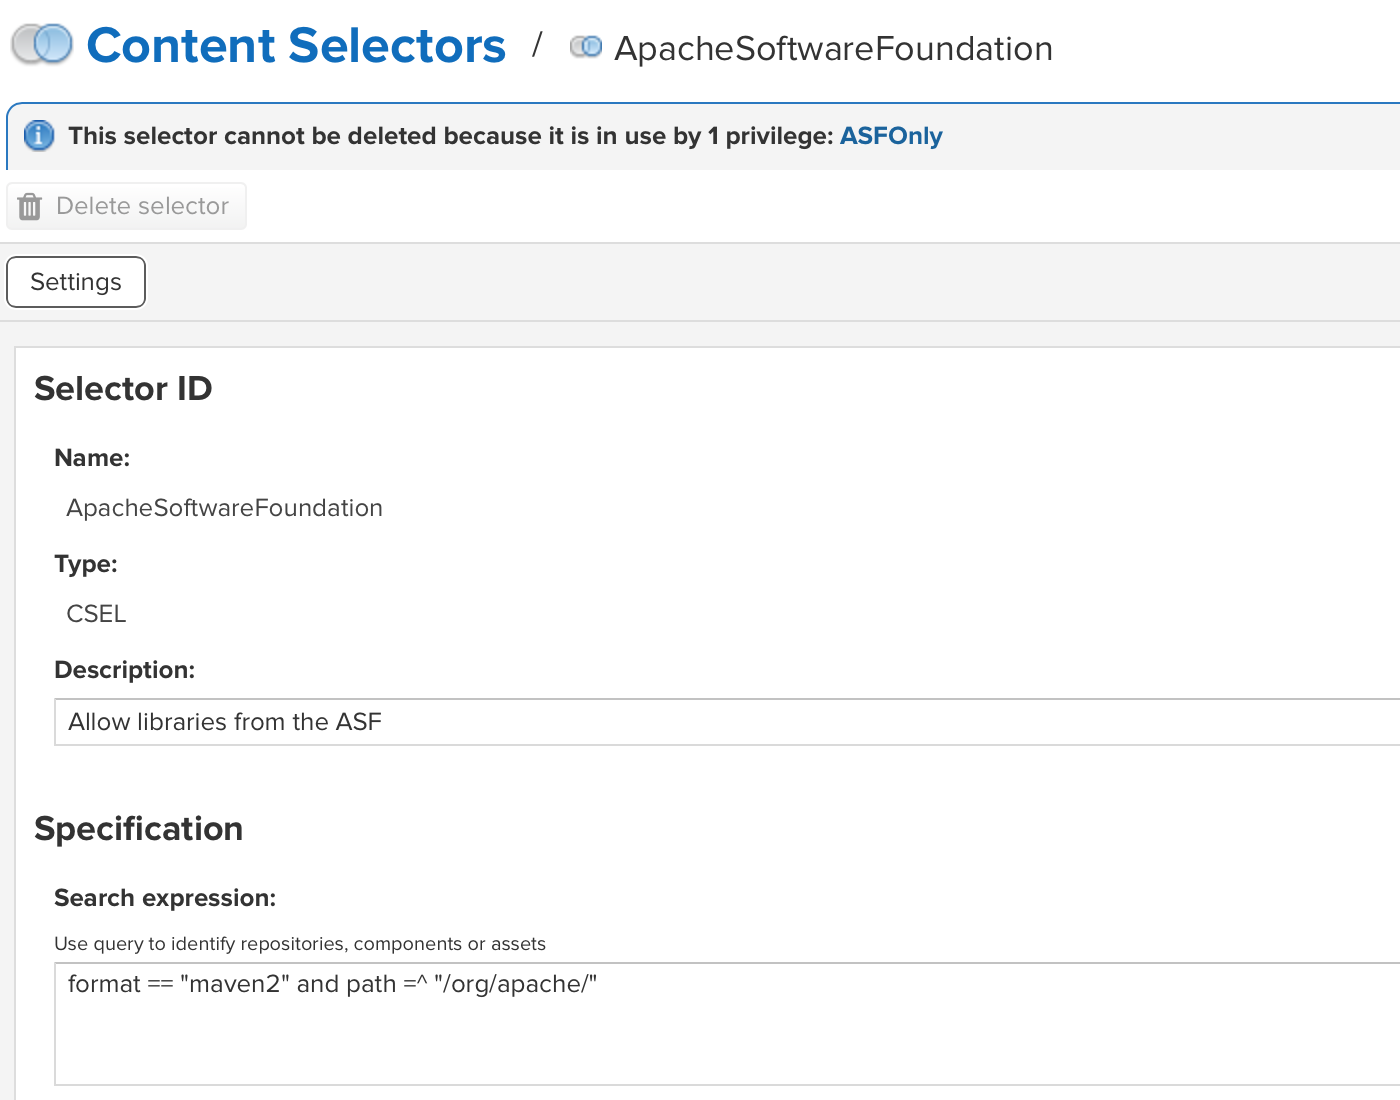 Content Selectors / ApacheSoftwareFoundation
This selector cannot be deleted because it is in use by 1 privilege: ASFOnly
Delete selector
Settings
Selector ID
Name:
ApacheSoftwareFoundation
Type:
CSEL
Description:
Allow libraries from the ASF
Specification
Search expression:
Use query to identify repositories, components or assets
format == "maven2" and path =^ "/org/apache/"